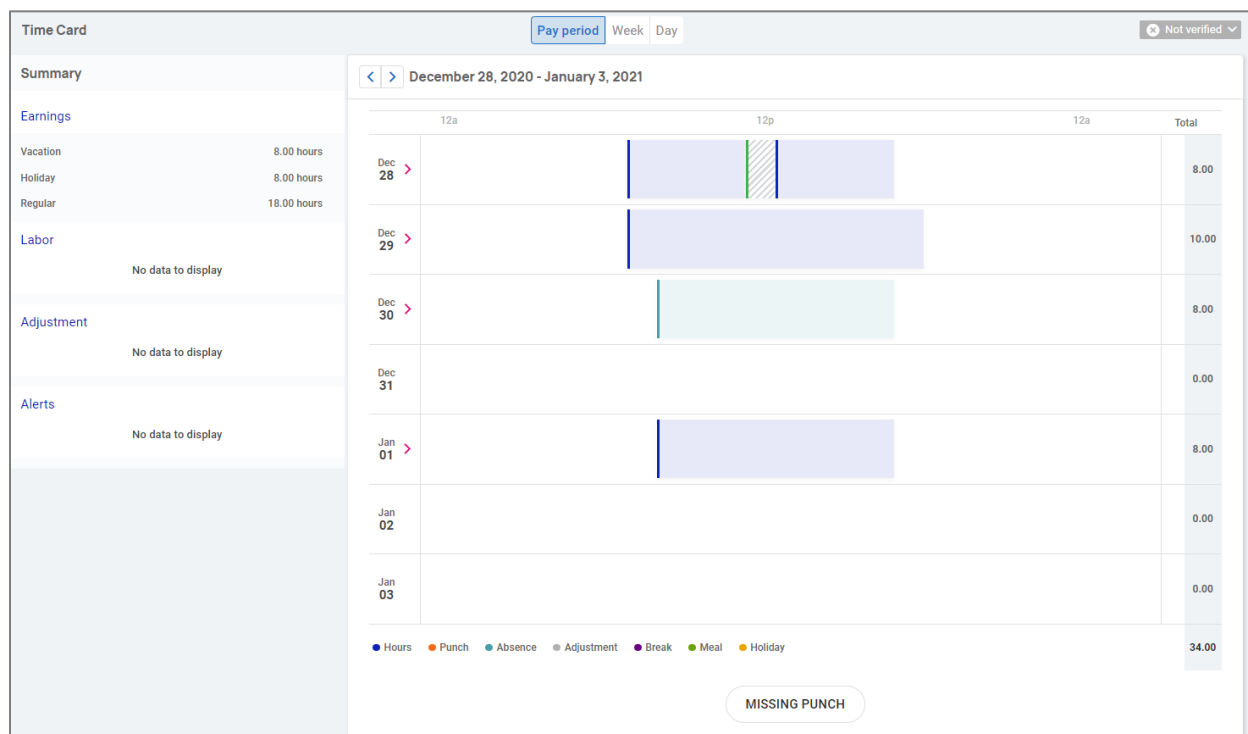 Time Card
Pay period Week Day
Not verified
Summary
December 28, 2020 - January 3, 2021
Earnings
Vacation 8.00 hours
Holiday 8.00 hours
Regular 18.00 hours
Labor
No data to display
Adjustment
No data to display
Alerts
No data to display
12a 12p 12a Total
Dec
28 8.00
Dec
29 10.00
Dec
30 8.00
Dec
31 0.00
Jan
01 8.00
Jan
02 0.00
Jan
03 0.00
Hours Punch Absence Adjustment Break Meal Holiday 34.00
MISSING PUNCH